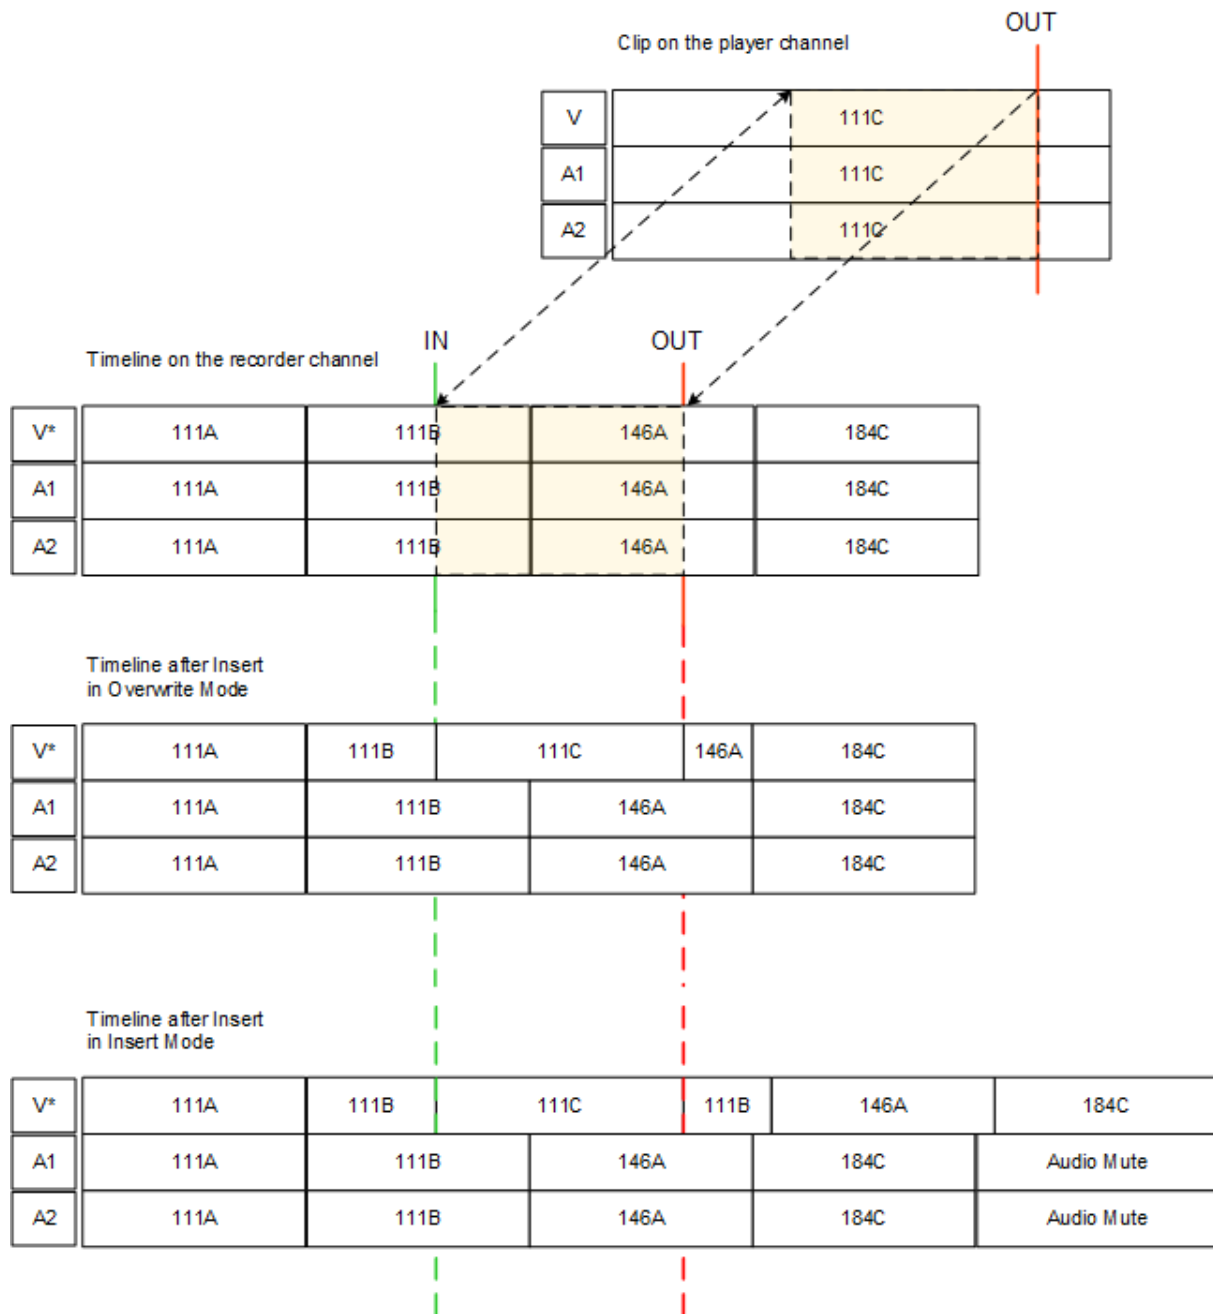 OUT
Clip on the player channel
V 111C
A1 111C
A2 111C
IN OUT
Timeline on the recorder channel
V* 111A 111B 146A 184C
A1 111A 111B 146A 184C
A2 111A 111B 146A 184C
Timeline after Insert
in Overwrite Mode
V* 111A 111B 111C 146A 184C
A1 111A 111B 146A 184C
A2 111A 111B 146A 184C
Timeline after Insert
in Insert Mode
V* 111A 111B 111C 111B 146A 184C
A1 111A 111B 146A 184C Audio Mute
A2 111A 111B 146A 184C Audio Mute